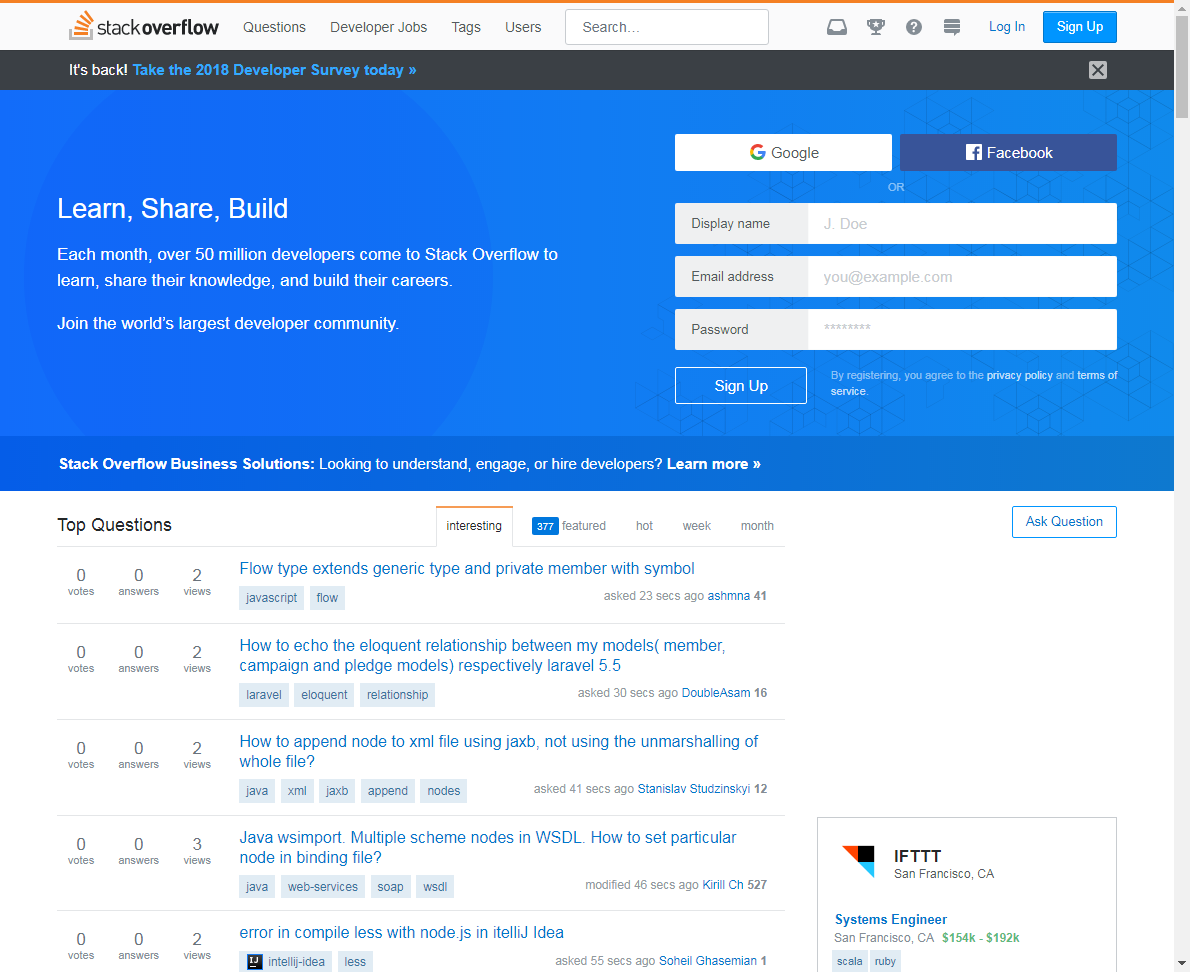 stack overflow Questions Developer Jobs Tags Users Search... Log In Sign Up
It's back! Take the 2018 Developer Survey today »
Google Facebook
OR
Learn, Share, Build
Display name J. Doe
Each month, over 50 million developers come to Stack Overflow to
learn, share their knowledge, and build their careers.
Email address you@example.com
Join the world's largest developer community.
Password ********
Sign Up By registering, you agree to the privacy policy and terms of
service.
Stack Overflow Business Solutions: Looking to understand, engage, or hire developers? Learn more »
Top Questions interesting 377 featured hot week month Ask Question
0 votes 0 answers 2 views Flow type extends generic type and private member with symbol
javascript flow asked 23 secs ago ashmna 41
0 votes 0 answers 2 views How to echo the eloquent relationship between my models( member,
campaign and pledge models) respectively laravel 5.5
laravel eloquent relationship asked 30 secs ago DoubleAsam 16
0 votes 0 answers 2 views How to append node to xml file using jaxb, not using the unmarshalling of
whole file?
java xml jaxb append nodes asked 41 secs ago Stanislav Studzinskyi 12
0 votes 0 answers 3 views Java wsimport. Multiple scheme nodes in WSDL. How to set particular
node in binding file?
java web-services soap wsdl modified 46 secs ago Kirill Ch 527
0 votes 0 answers 2 views error in compile less with node.js in itelliJ Idea
IJ intellij-idea less asked 55 secs ago Soheil Ghasemian 1
IFTTT
San Francisco, CA
Systems Engineer
San Francisco, CA $154k - $192k
scala ruby